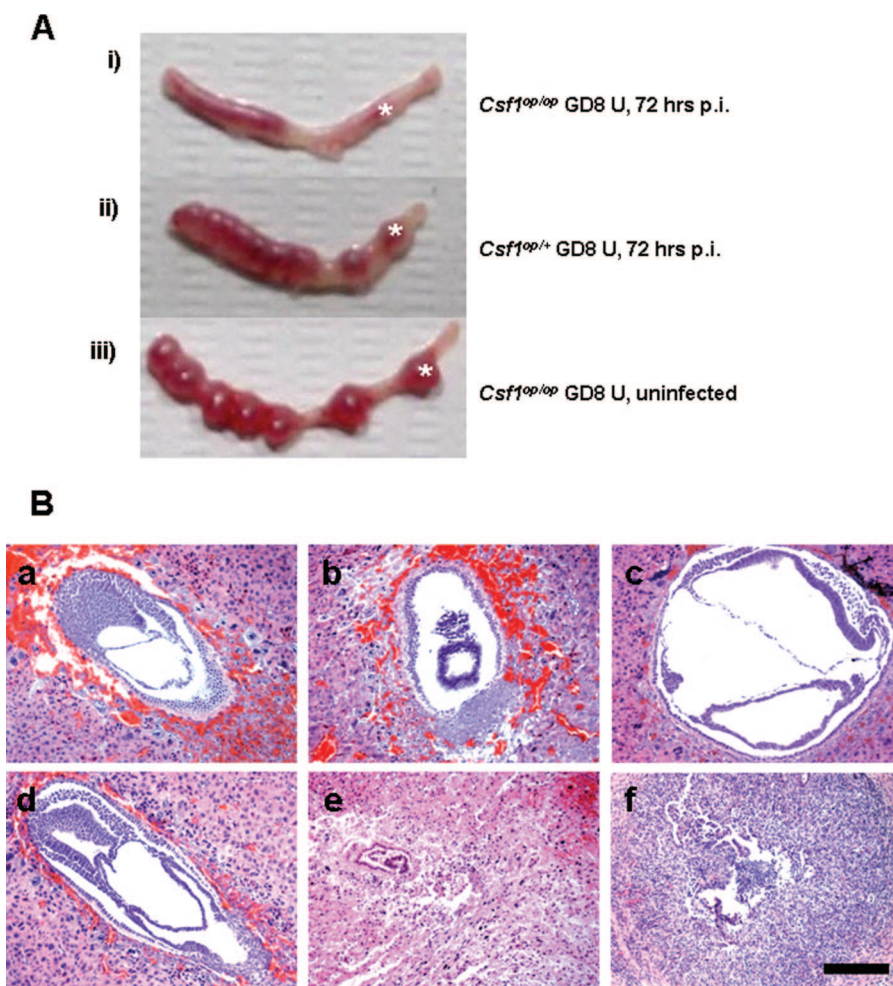 A
i)
*
Csf1op/op GD8 U, 72 hrs p.i.
ii)
*
Csf1op/+ GD8 U, 72 hrs p.i.
iii)
*
Csf1op/op GD8 U, uninfected
B
a
b
c
d
e
f